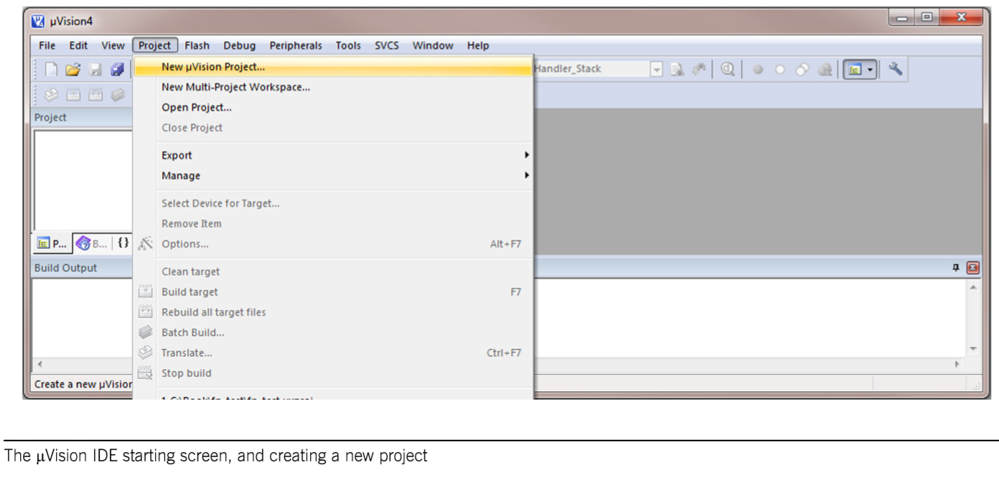 µVision4
File Edit View Project Flash Debug Peripherals Tools SVCS Window Help
New µVision Project...
Handler_Stack
New Multi-Project Workspace...
Open Project...
Project
Close Project
Export
Manage
Select Device for Target...
Remove Item
P... B... {} Options... Alt+F7
Build Output
Clean target
Build target F7
Rebuild all target files
Batch Build...
Translate... Ctrl+F7
Stop build
Create a new µVision
The µVision IDE starting screen, and creating a new project